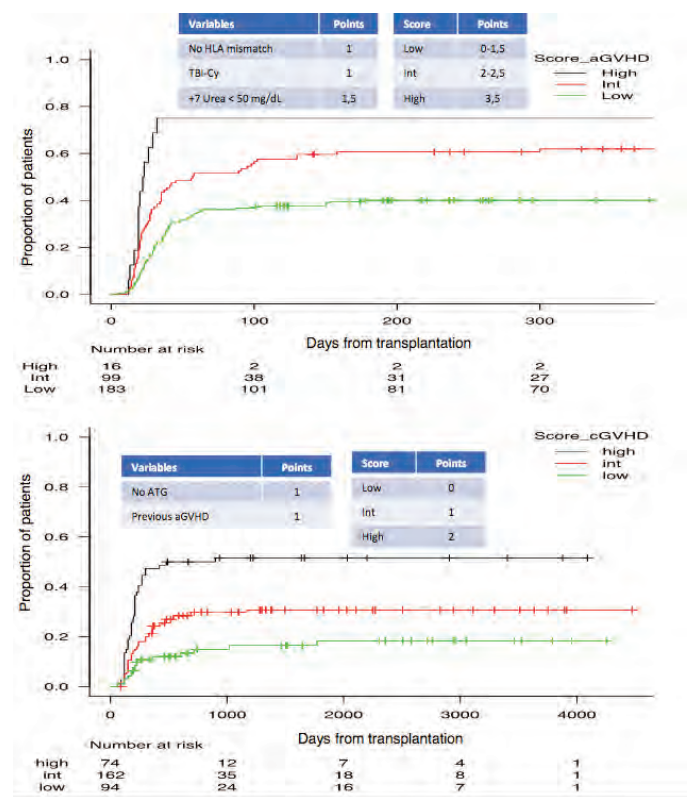 Variables Points
No HLA mismatch 1
TBI-Cy 1
+7 Urea < 50 mg/dL 1,5
Score Points
Low 0-1,5
Int 2-2,5
High 3,5
Score_aGVHD
High
Int
Low
Proportion of patients
1.0
0.8
0.6
0.4
0.2
0.0
0 100 200 300
Days from transplantation
Number at risk
High 16 2 2 2
Int 99 38 31 27
Low 183 101 81 70
Score_cGVHD
high
int
low
Variables Points
No ATG 1
Previous aGVHD 1
Score Points
Low 0
Int 1
High 2
Proportion of patients
1.0
0.8
0.6
0.4
0.2
0.0
0 1000 2000 3000 4000
Days from transplantation
Number at risk
high 74 12 7 4 1
int 162 35 18 8 1
low 94 24 16 7 1